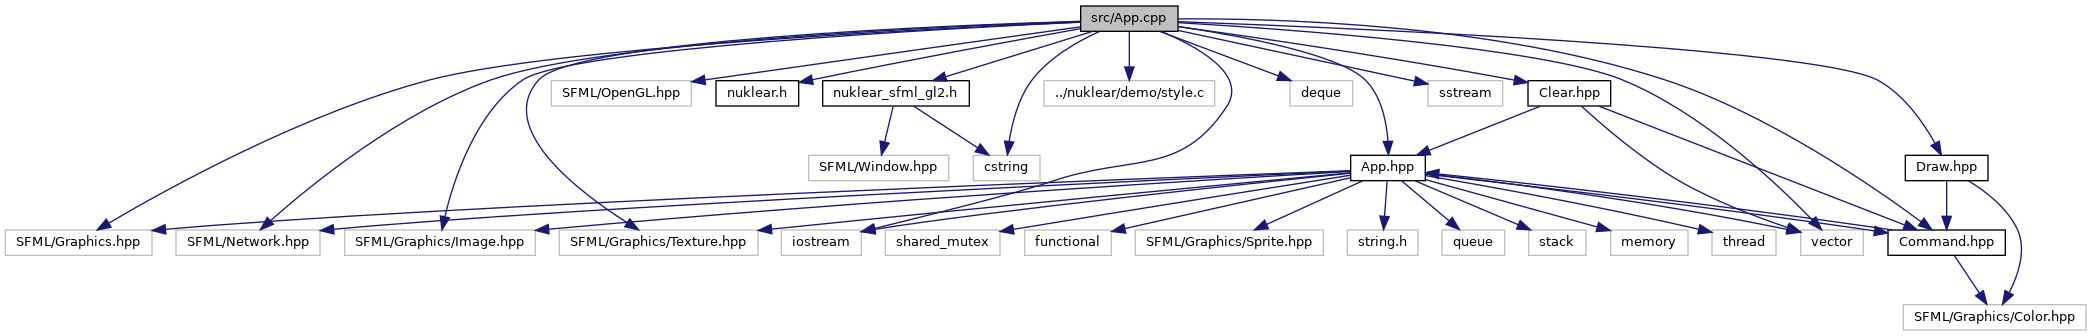 src/App.cpp
SFML/OpenGL.hpp
nuklear.h
nuklear_sfml_gl2.h
../nuklear/demo/style.c
deque
sstream
Clear.hpp
SFML/Window.hpp
cstring
App.hpp
Draw.hpp
SFML/Graphics.hpp
SFML/Network.hpp
SFML/Graphics/Image.hpp
SFML/Graphics/Texture.hpp
iostream
shared_mutex
functional
SFML/Graphics/Sprite.hpp
string.h
queue
stack
memory
thread
vector
Command.hpp
SFML/Graphics/Color.hpp